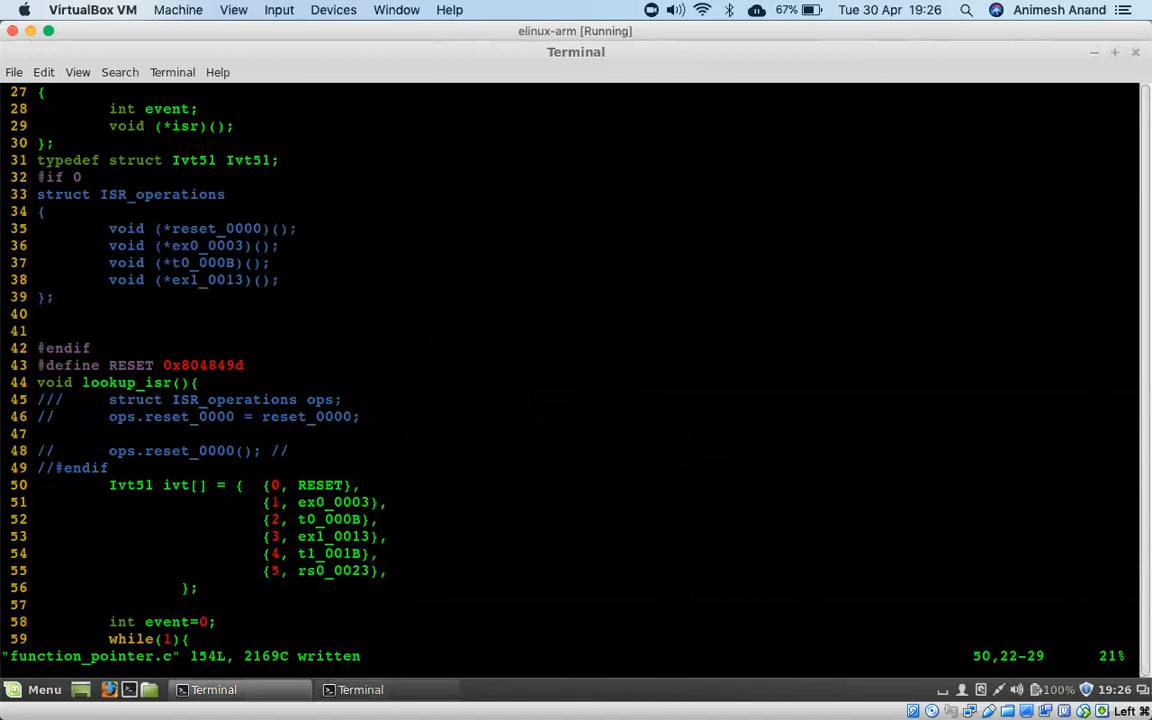 VirtualBox VM Machine View Input Devices Window Help 67% Tue 30 Apr 19:26 Animesh Anand
elinux-arm [Running]
Terminal
File Edit View Search Terminal Help
27 {
28 int event;
29 void (*isr)();
30 };
31 typedef struct Ivt51 Ivt51;
32 #if 0
33 struct ISR_operations
34 {
35 void (*reset_0000)();
36 void (*ex0_0003)();
37 void (*t0_000B)();
38 void (*ex1_0013)();
39 };
40
41
42 #endif
43 #define RESET 0x804849d
44 void lookup_isr(){
45 /// struct ISR_operations ops;
46 // ops.reset_0000 = reset_0000;
47
48 // ops.reset_0000(); //
49 //#endif
50 Ivt51 ivt[] = { {0, RESET},
51 {1, ex0_0003},
52 {2, t0_000B},
53 {3, ex1_0013},
54 {4, t1_001B},
55 {5, rs0_0023},
56 };
57
58 int event=0;
59 while(1){
"function_pointer.c" 154L, 2169C written 50,22-29 21%
Menu Terminal Terminal 100% 19:26
Left ⌘